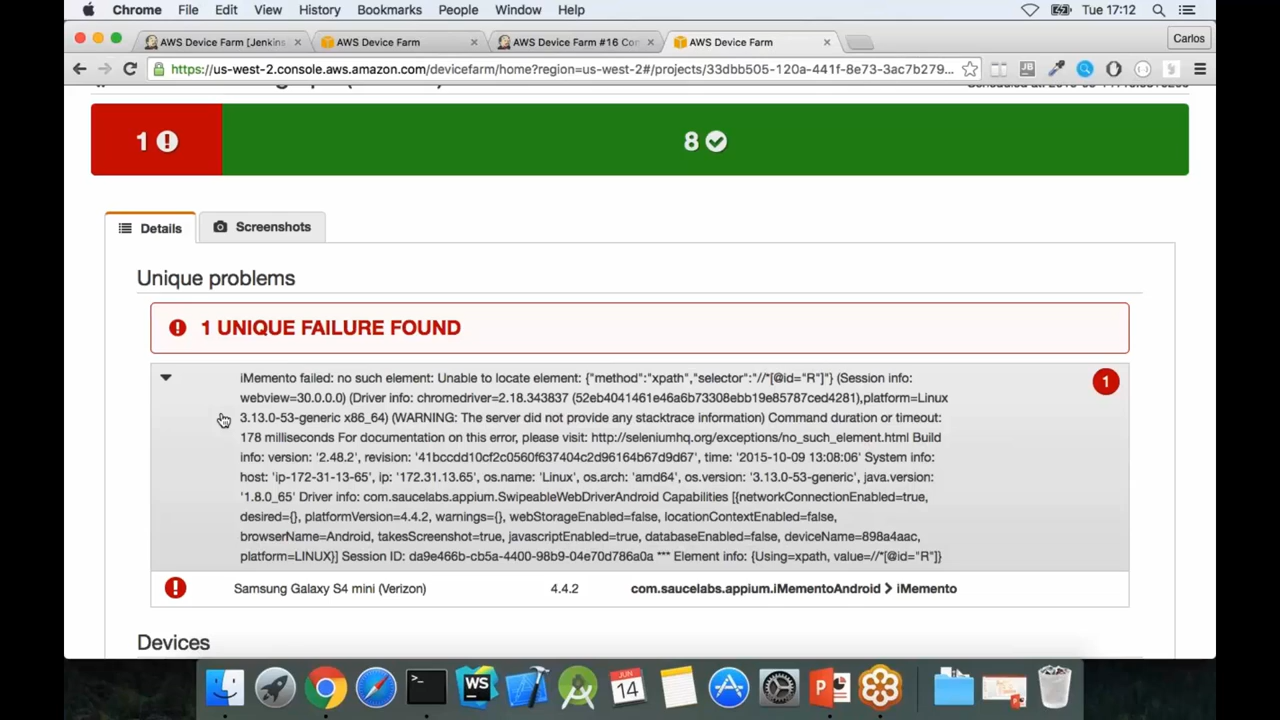 Chrome File Edit View History Bookmarks People Window Help Tue 17:12
AWS Device Farm [Jenkins AWS Device Farm AWS Device Farm #16 Con AWS Device Farm Carlos
https://us-west-2.console.aws.amazon.com/devicefarm/home?region=us-west-2#/projects/33dbb505-120a-441f-8e73-3ac7b279... JB
1 8
Details Screenshots
Unique problems
1 UNIQUE FAILURE FOUND
iMemento failed: no such element: Unable to locate element: {"method":"xpath","selector":"//*[@id="R"]"} (Session info:
webview=30.0.0.0) (Driver info: chromedriver=2.18.343837 (52eb4041461e46a6b73308ebb19e85787ced4281),platform=Linux
3.13.0-53-generic x86_64) (WARNING: The server did not provide any stacktrace information) Command duration or timeout:
178 milliseconds For documentation on this error, please visit: http://seleniumhq.org/exceptions/no_such_element.html Build
info: version: '2.48.2', revision: '41bccdd10cf2c0560f637404c2d96164b67d9d67', time: '2015-10-09 13:08:06' System info:
host: 'ip-172-31-13-65', ip: '172.31.13.65', os.name: 'Linux', os.arch: 'amd64', os.version: '3.13.0-53-generic', java.version:
'1.8.0_65' Driver info: com.saucelabs.appium.SwipeableWebDriverAndroid Capabilities [{networkConnectionEnabled=true,
desired={}, platformVersion=4.4.2, warnings={}, webStorageEnabled=false, locationContextEnabled=false,
browserName=Android, takesScreenshot=true, javascriptEnabled=true, databaseEnabled=false, deviceName=898a4aac,
platform=LINUX}] Session ID: da9e466b-cb5a-4400-98b9-04e70d786a0a *** Element info: {Using=xpath, value=//*[@id="R"]}
1
Samsung Galaxy S4 mini (Verizon) 4.4.2 com.saucelabs.appium.iMementoAndroid > iMemento
Devices
WS JUN 14 P